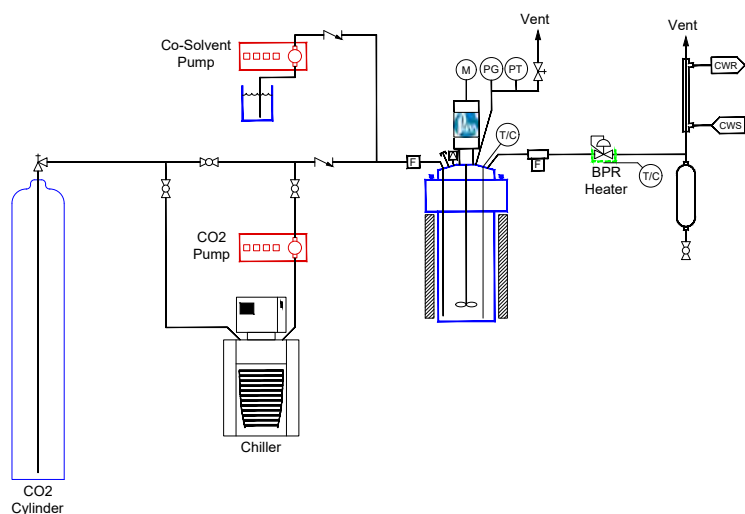 Vent
Vent
Co-Solvent
Pump
M
PG
PT
CWR
CWS
T/C
F
F
BPR
Heater
T/C
CO2
Pump
Chiller
CO2
Cylinder